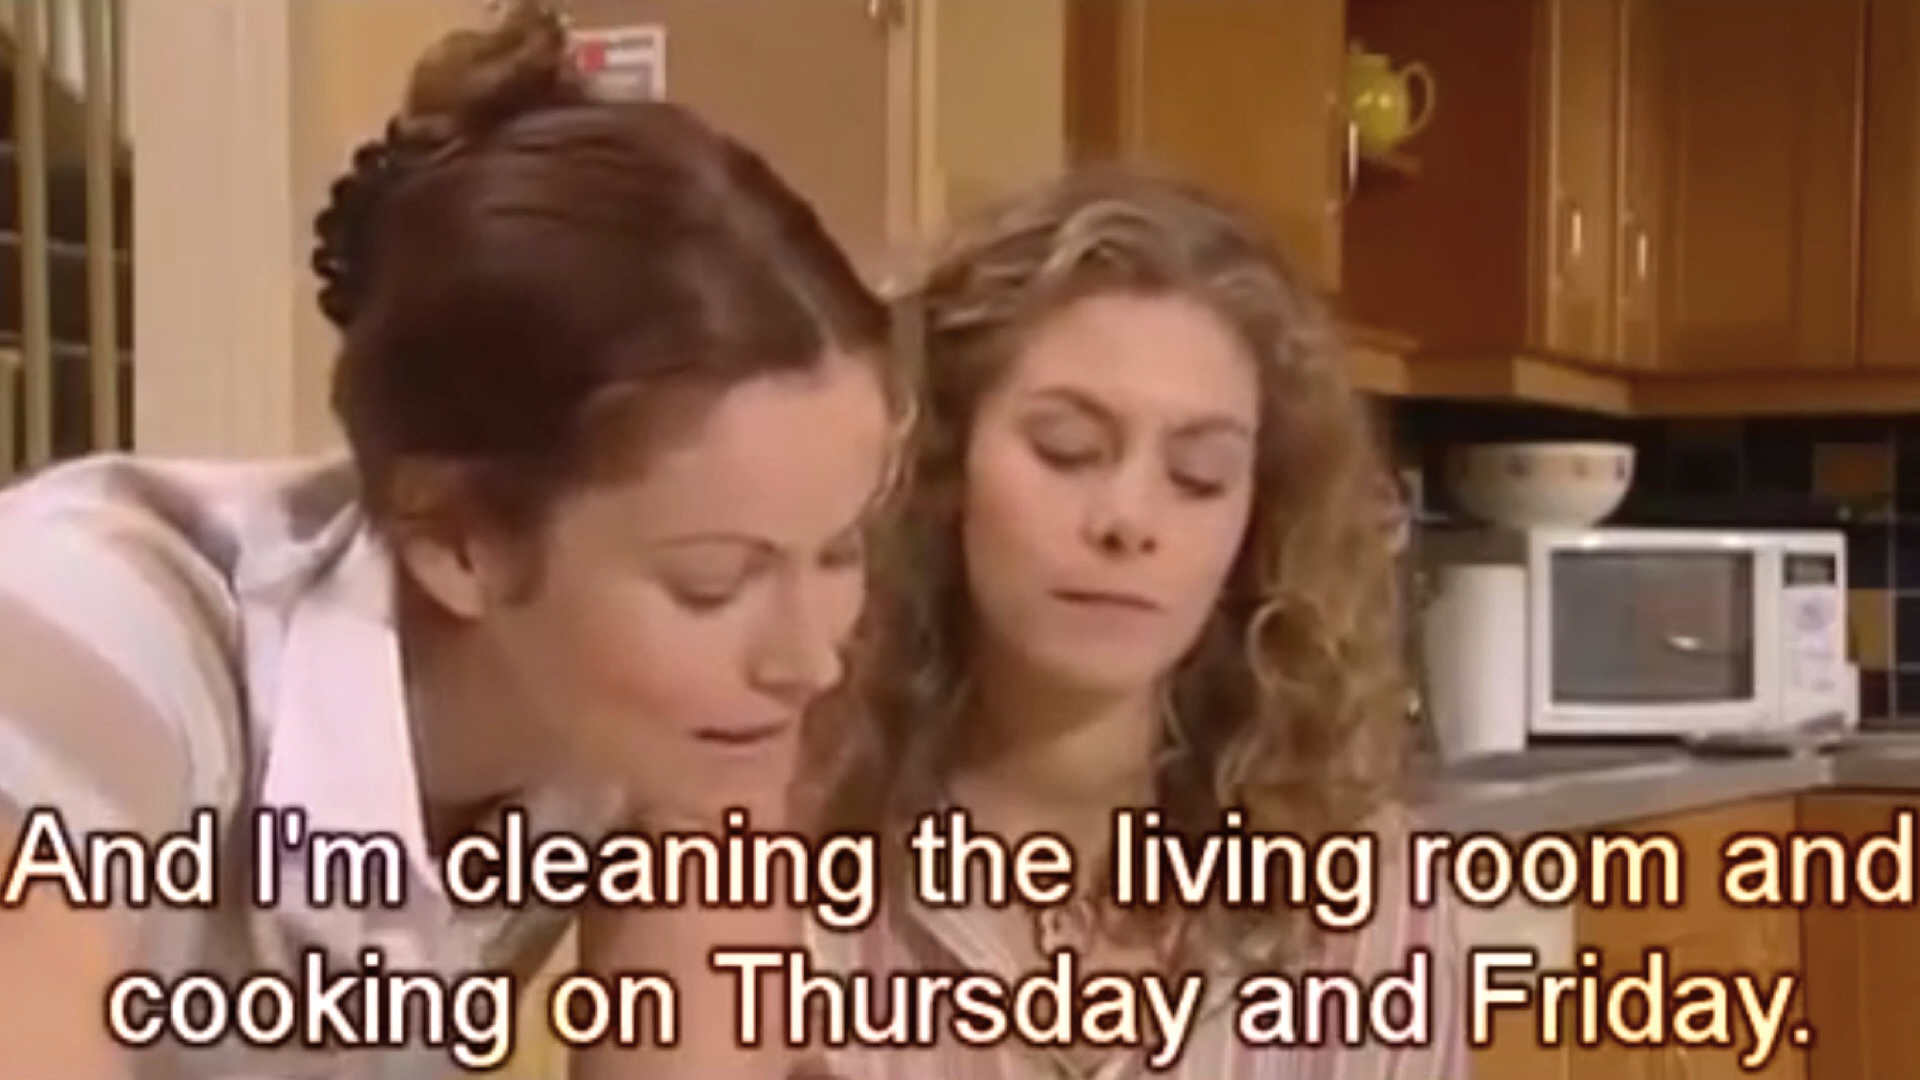 And I'm cleaning the living room and
cooking on Thursday and Friday.